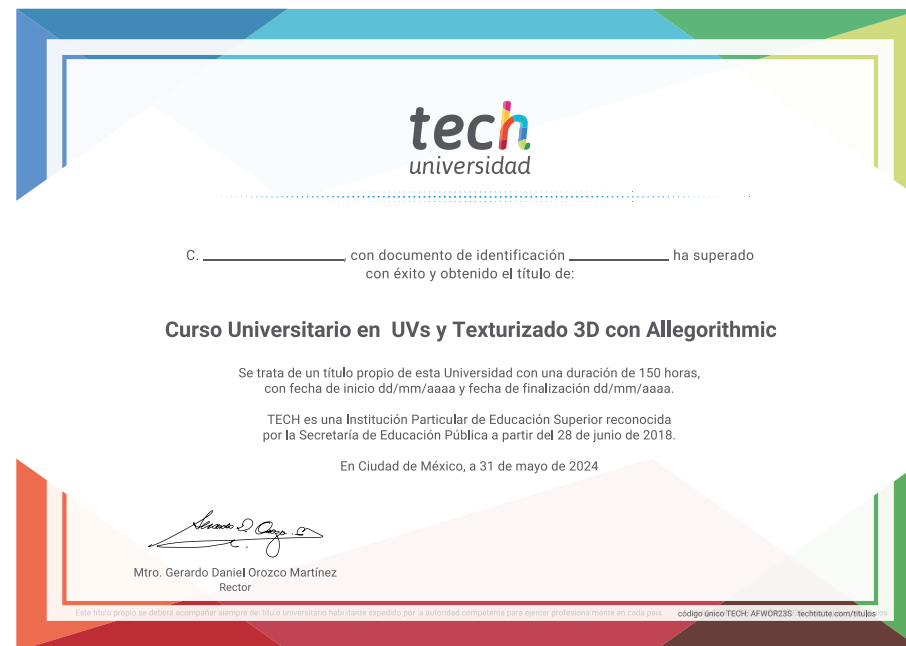 tech
universidad
C. ____________, con documento de identificación ____________ ha superado
con éxito y obtenido el título de:
Curso Universitario en UVs y Texturizado 3D con Allegorithmic
Se trata de un título propio de esta Universidad con una duración de 150 horas,
con fecha de inicio dd/mm/aaaa y fecha de finalización dd/mm/aaaa.
TECH es una Institución Particular de Educación Superior reconocida
por la Secretaría de Educación Pública a partir del 28 de junio de 2018.
En Ciudad de México, a 31 de mayo de 2024
Mtro. Gerardo Daniel Orozco Martínez
Rector
Este título propio se deberá acompañar siempre del título universitario habilitante expedido por la autoridad competente para ejercer profesionalmente en cada país. código único TECH: AFWOR23S techtitute.com/titulos